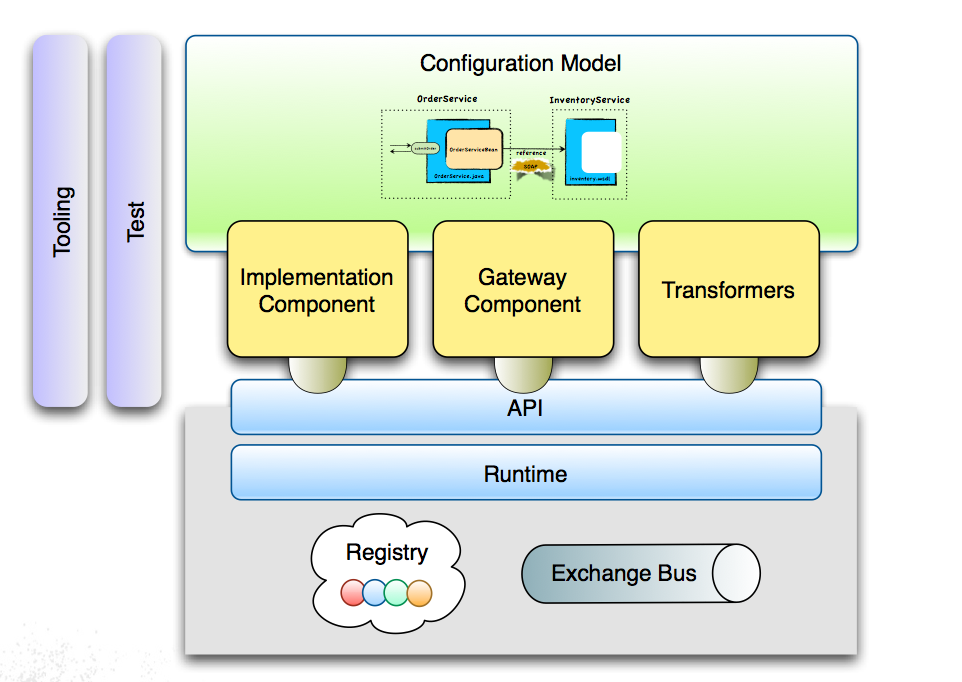 Tooling
Test
Configuration Model
OrderService
InventoryService
submitOrder
OrderServiceBean
OrderService.java
reference
SOAP
inventory.wsdl
Implementation
Component
Gateway
Component
Transformers
API
Runtime
Registry
Exchange Bus